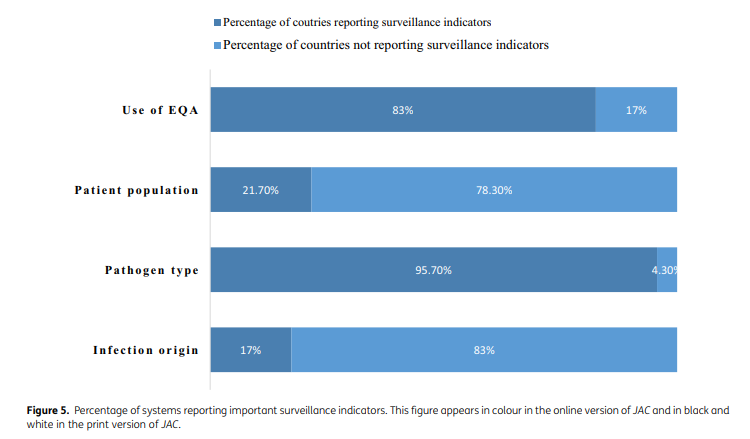 Percentage of coutries reporting surveillance indicators
Percentage of countries not reporting surveillance indicators
Use of EQA
83%
17%
Patient population
21.70%
78.30%
Pathogen type
95.70%
4.30%
Infection origin
17%
83%
Figure 5. Percentage of systems reporting important surveillance indicators. This figure appears in colour in the online version of JAC and in black and
white in the print version of JAC.